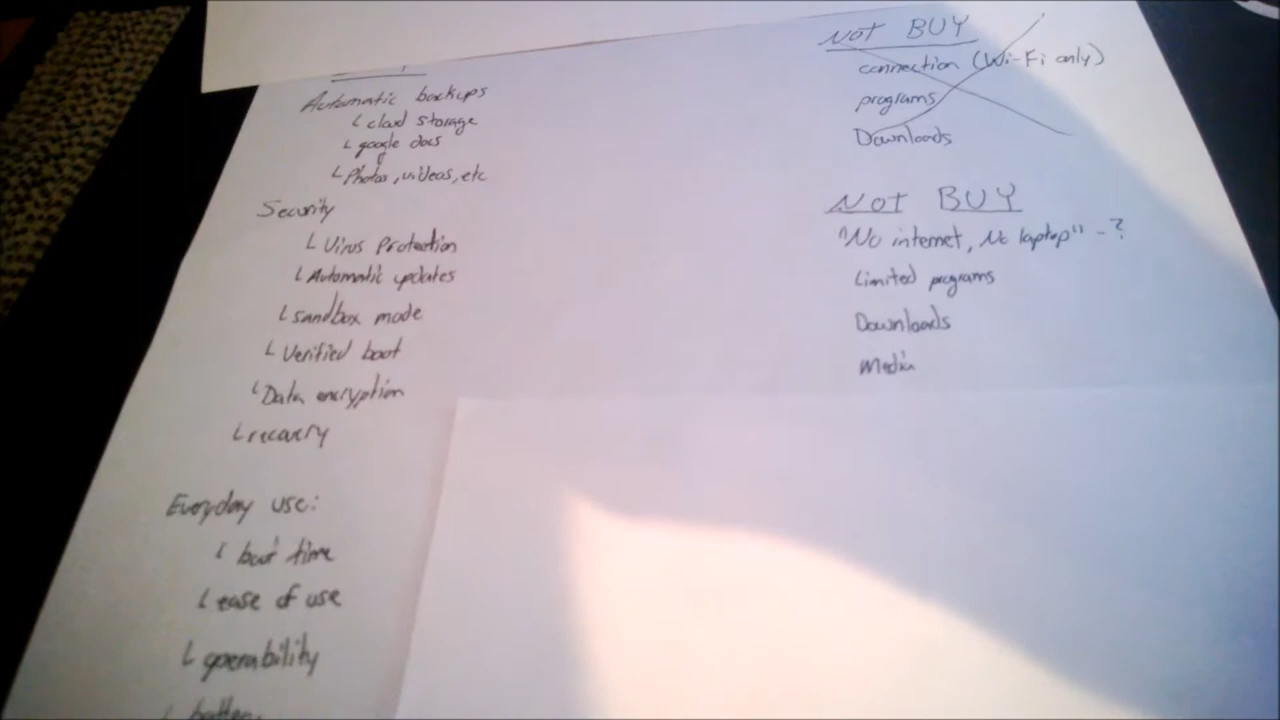 Automatic backups
cloud storage
google docs
Photos, videos, etc
Security
Virus Protection
Automatic updates
sandbox mode
Verified boot
Data encryption
recovery
Everyday use:
boot time
ease of use
operability
NOT BUY
connection (Wi-Fi only)
programs
Downloads
NOT BUY
"No internet, No laptop" - ?
Limited programs
Downloads
Media